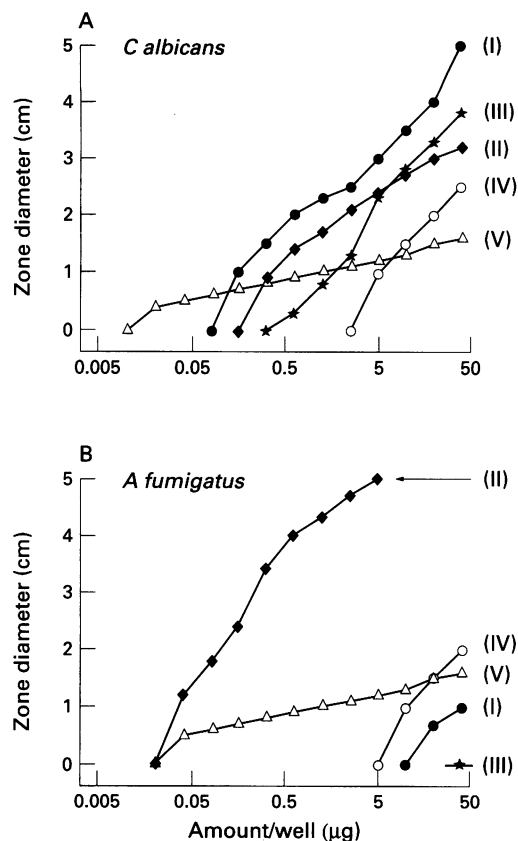 A
C albicans
Zone diameter (cm)
5
4
3
2
1
0
(I)
(III)
(II)
(IV)
(V)
0.005 0.05 0.5 5 50
B
A fumigatus
Zone diameter (cm)
5
4
3
2
1
0
(II)
(IV)
(V)
(I)
(III)
0.005 0.05 0.5 5 50
Amount/well (μg)